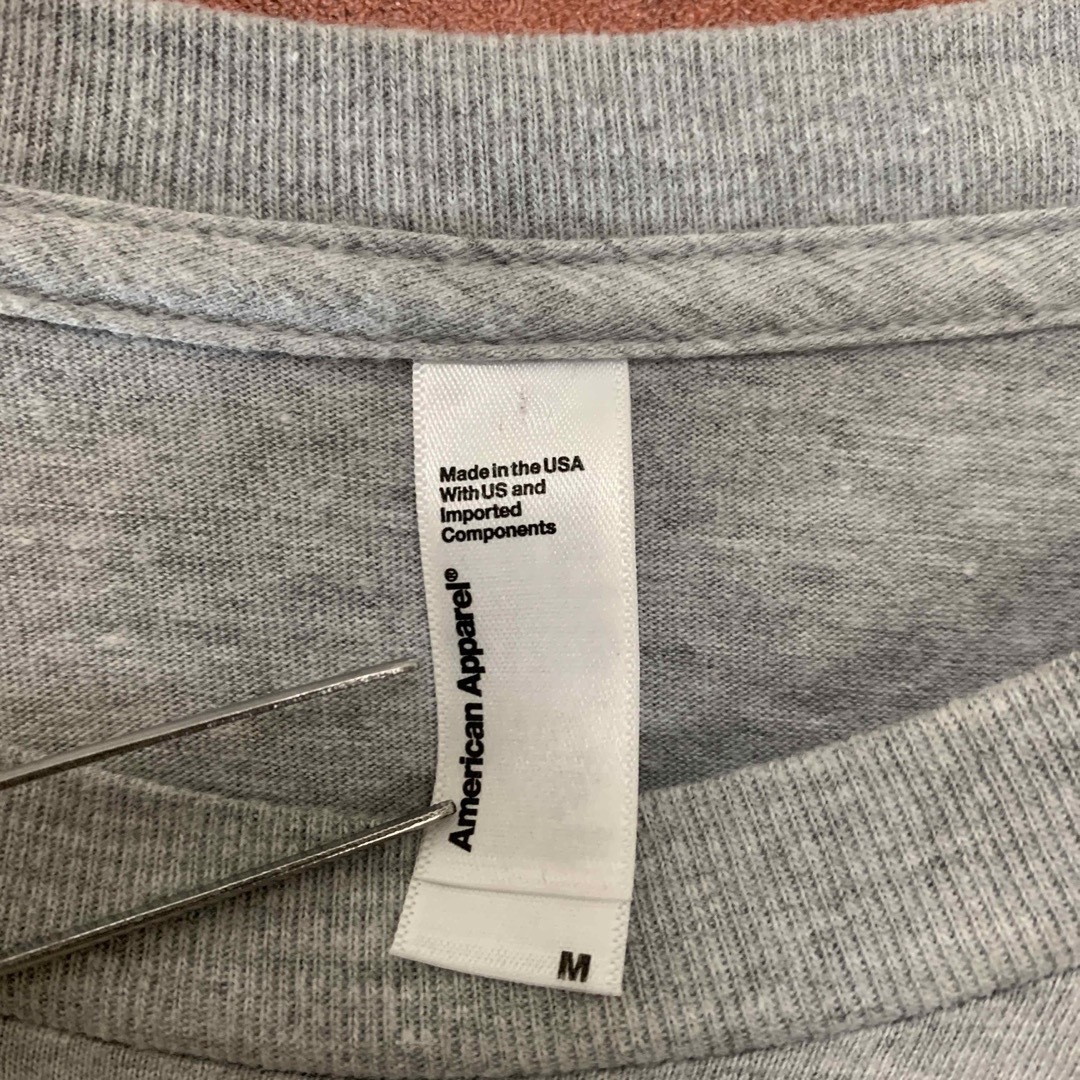 Made in the USA
With US and
Imported
Components
American Apparel®
M